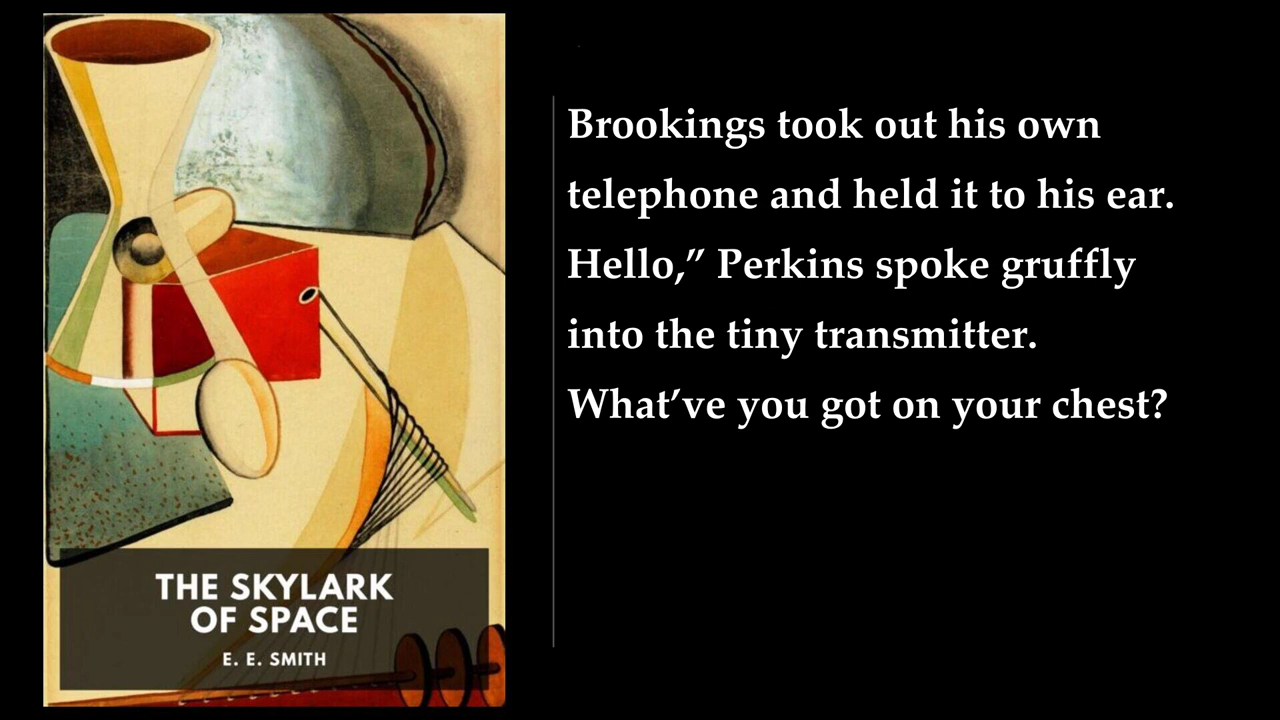 THE SKYLARK
OF SPACE
E. E. SMITH
Brookings took out his own
telephone and held it to his ear.
Hello,” Perkins spoke gruffly
into the tiny transmitter.
What’ve you got on your chest?